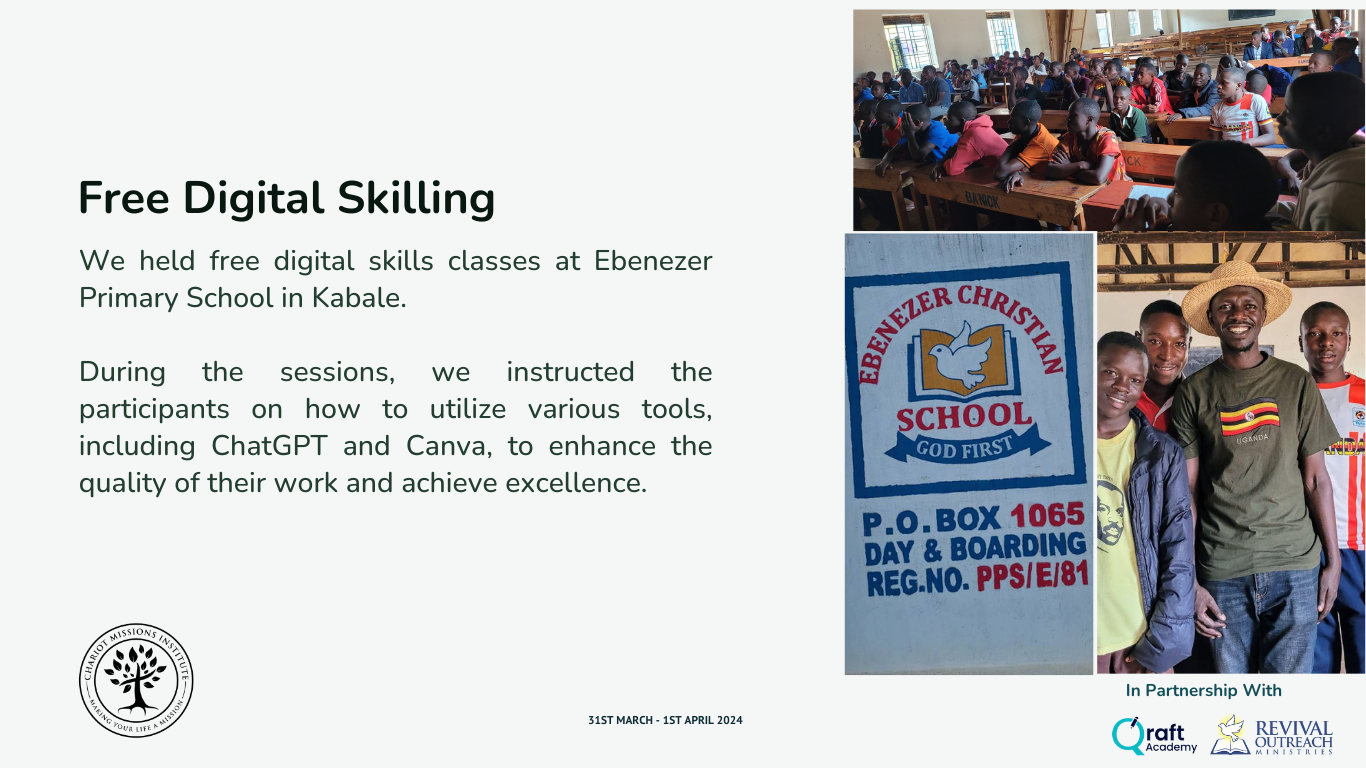 Free Digital Skilling
We held free digital skills classes at Ebenezer
Primary School in Kabale.
During the sessions, we instructed the
participants on how to utilize various tools,
including ChatGPT and Canva, to enhance the
quality of their work and achieve excellence.
BANICK
EBENEZER CHRISTIAN
SCHOOL
GOD FIRST
P.O. BOX 1065
DAY & BOARDING
REG.NO. PPS/E/81
UGANDA
CHARIOT MISSIONS INSTITUTE
MAKING YOUR LIFE A MISSION
31ST MARCH - 1ST APRIL 2024
In Partnership With
Qraft
Academy
REVIVAL
OUTREACH
MINISTRIES